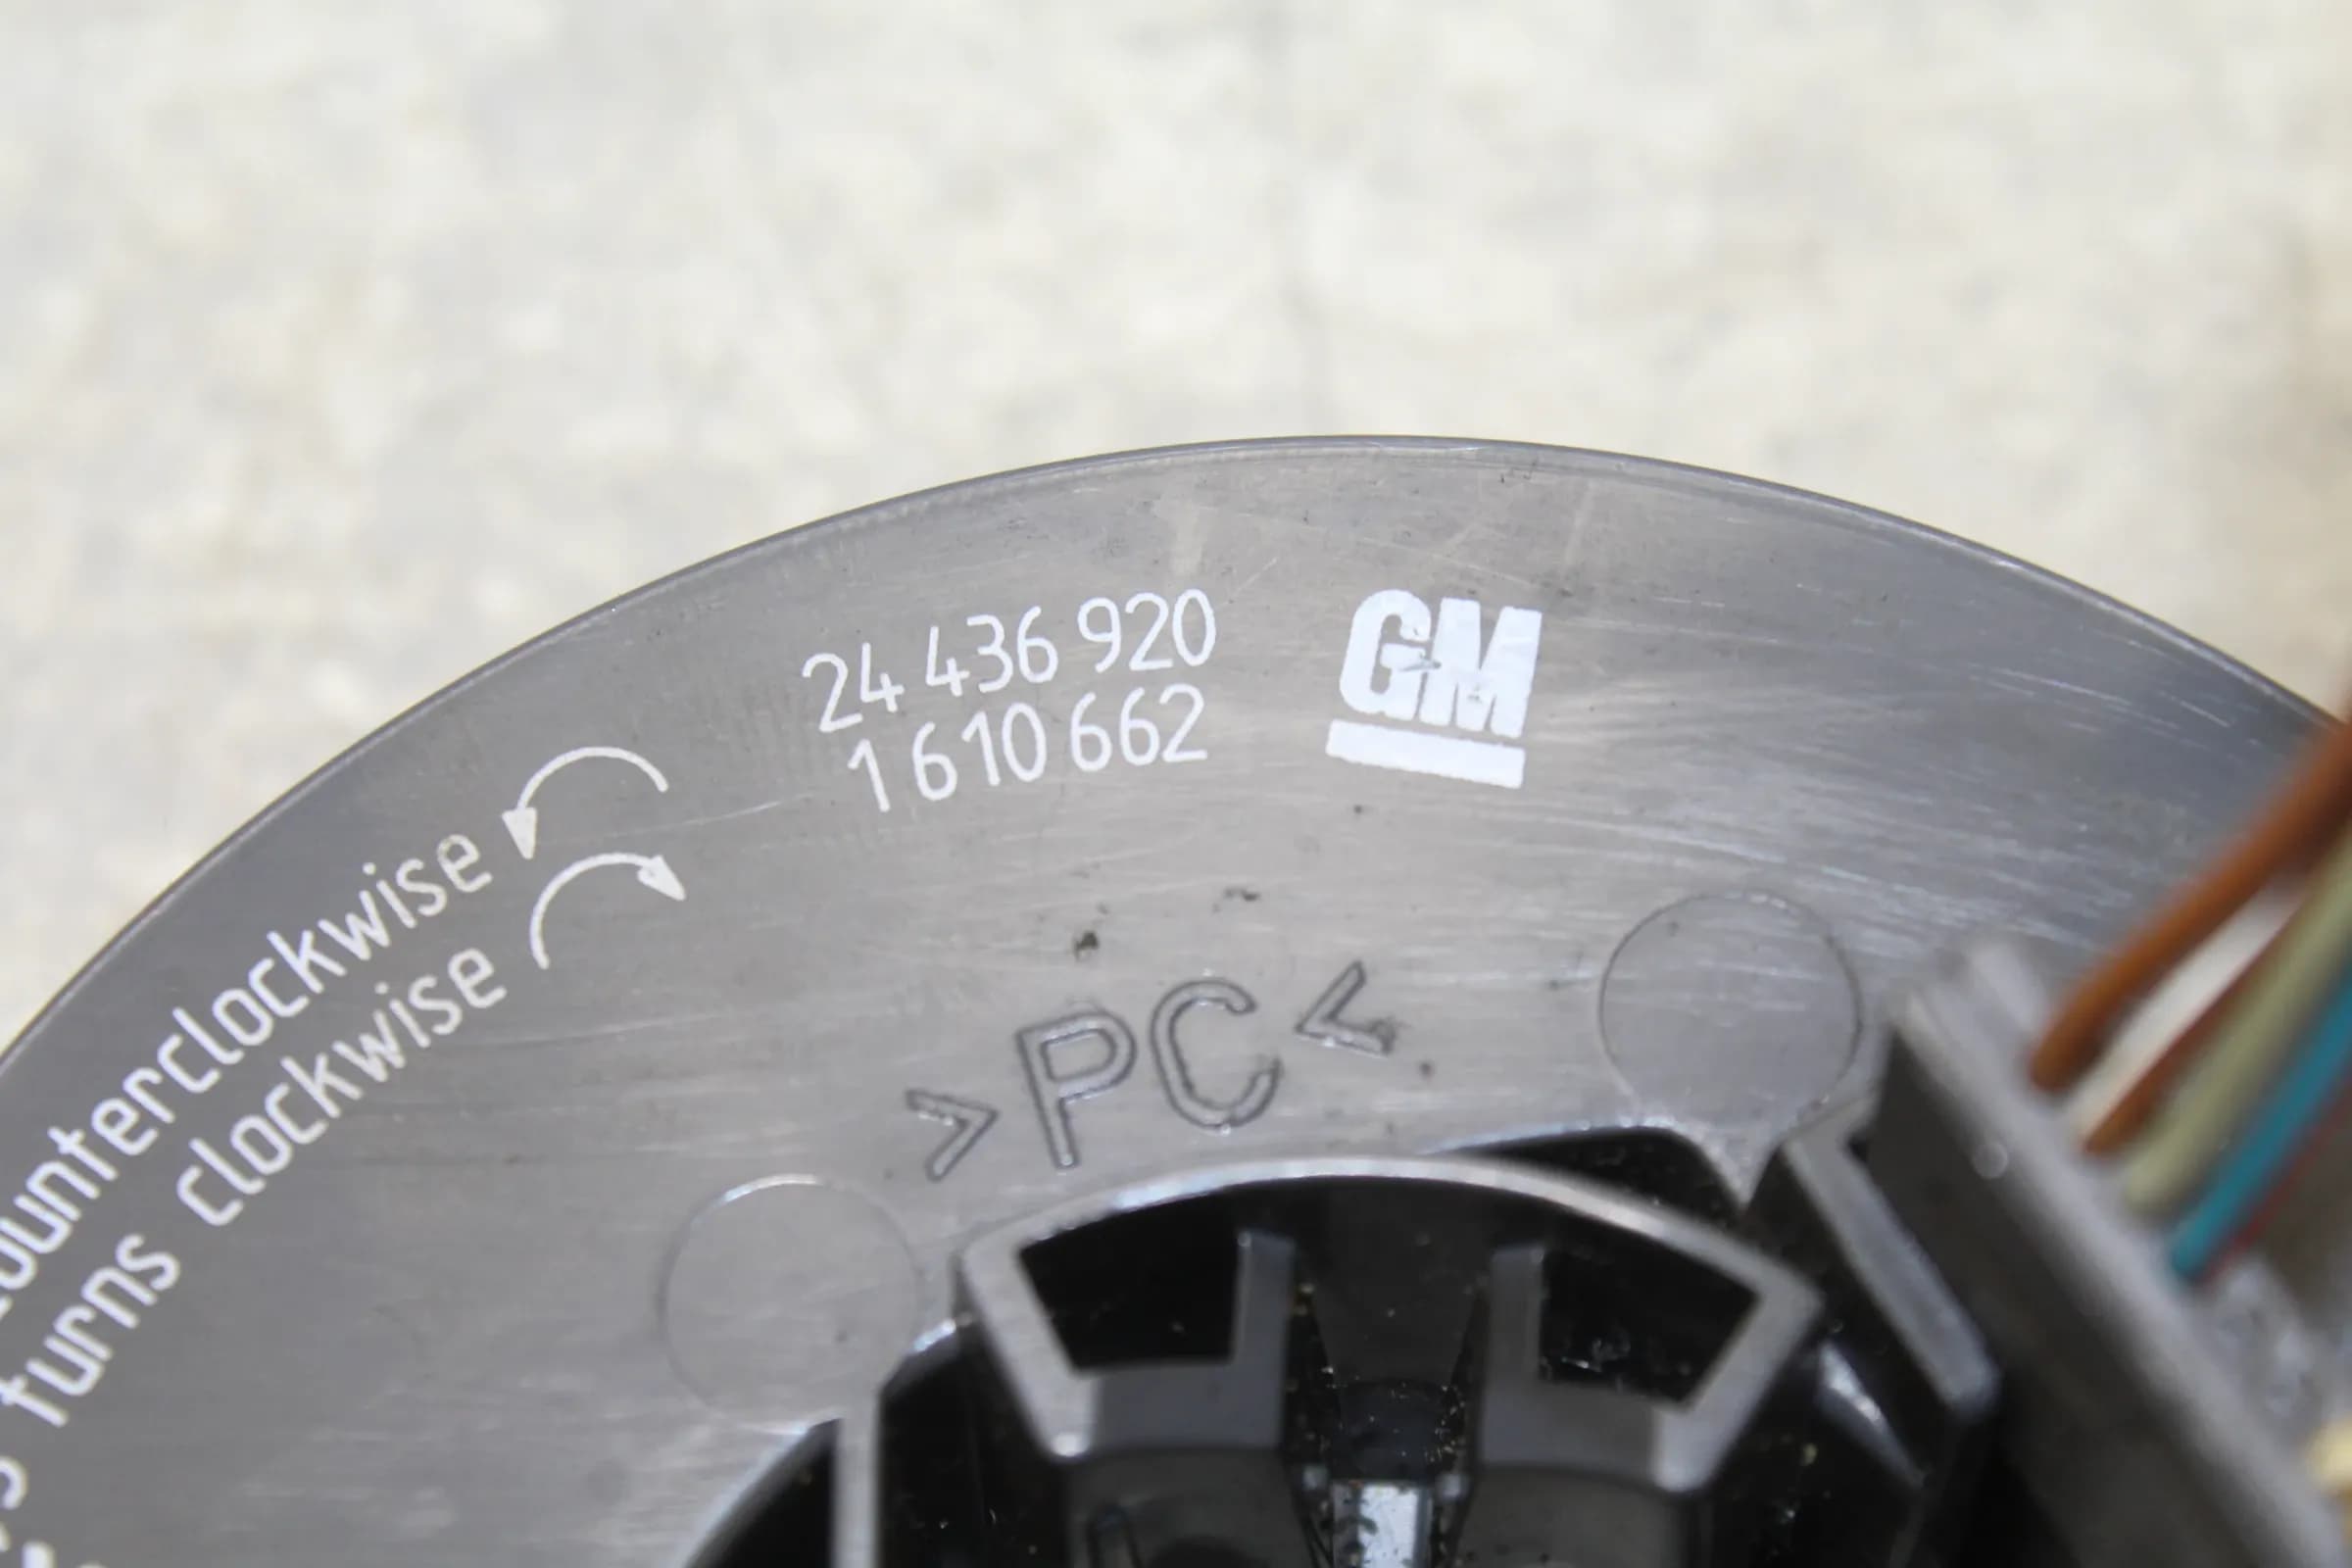 24 436 920
1 610 662
GM
counterclockwise
turns clockwise
>PC<